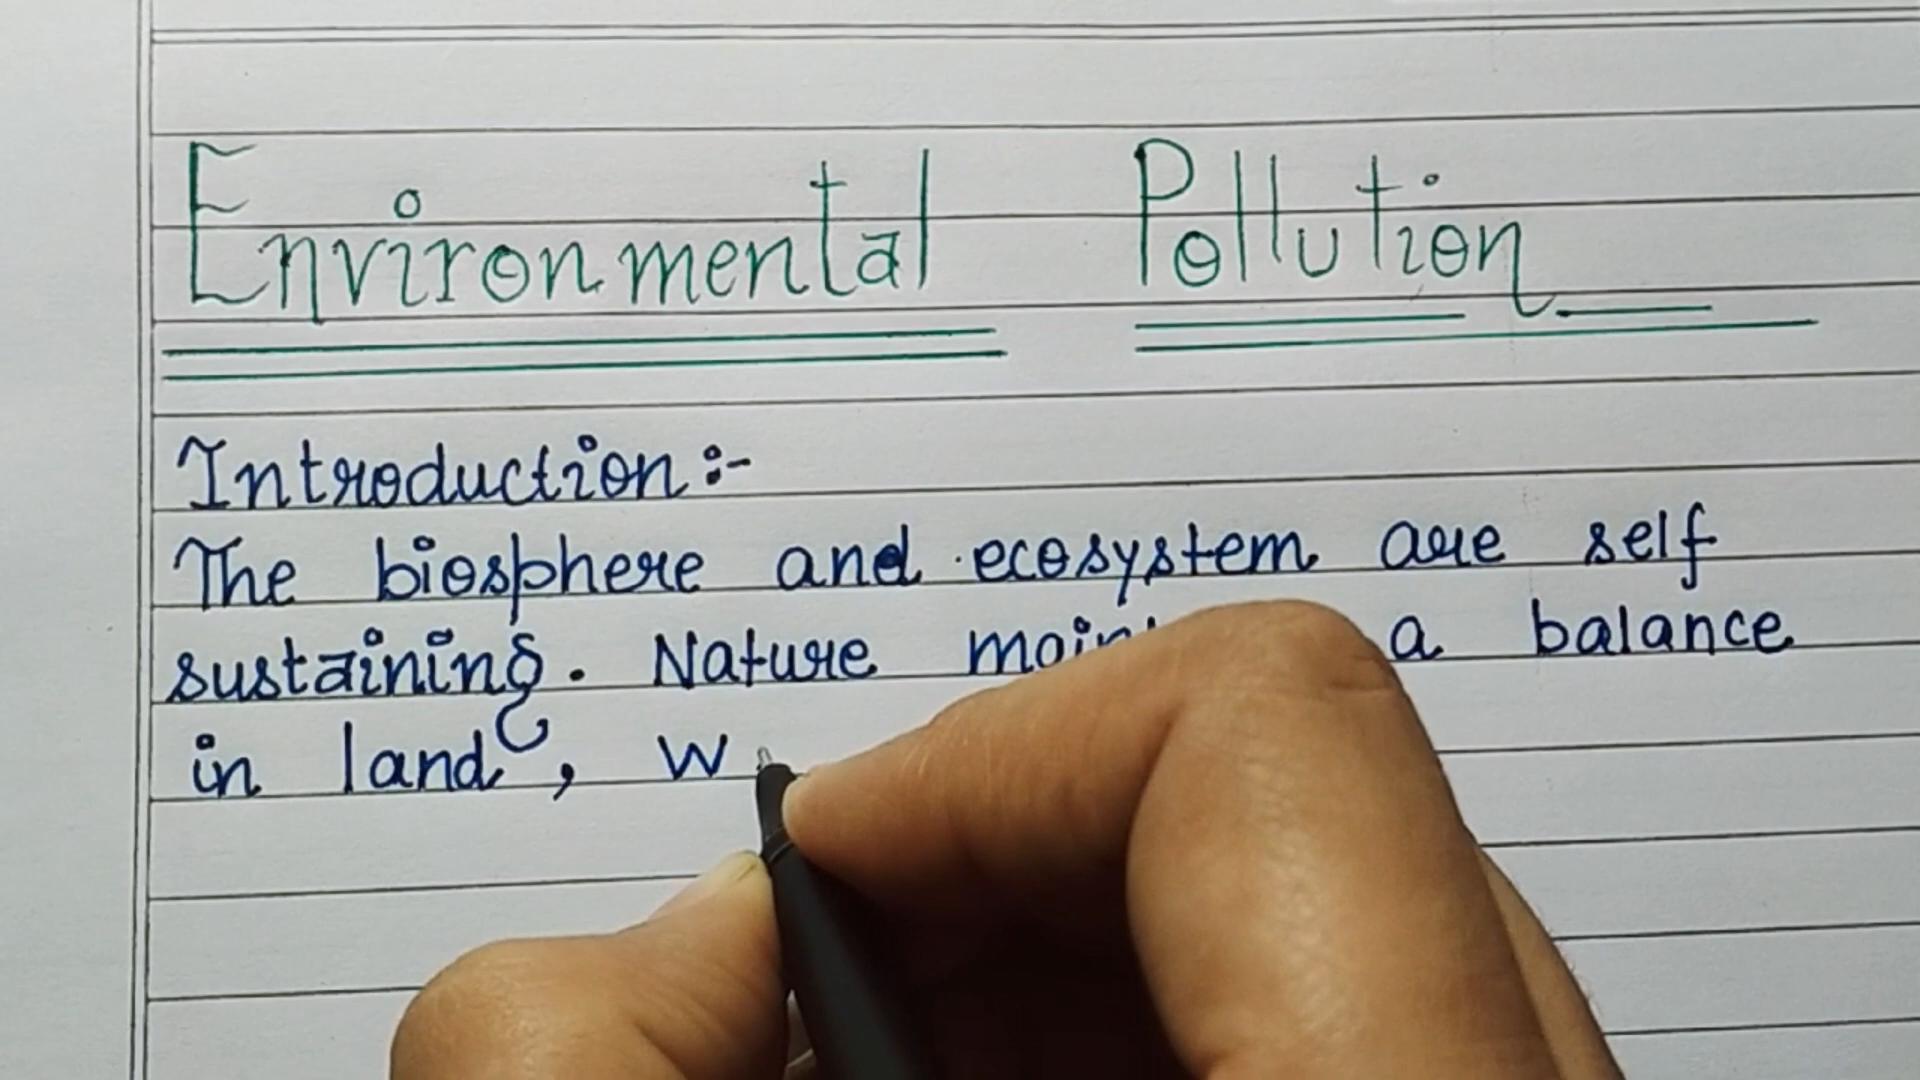 Environmental Pollution
Introduction:-
The biosphere and ecosystem are self
sustaining. Nature a balance
in land, w